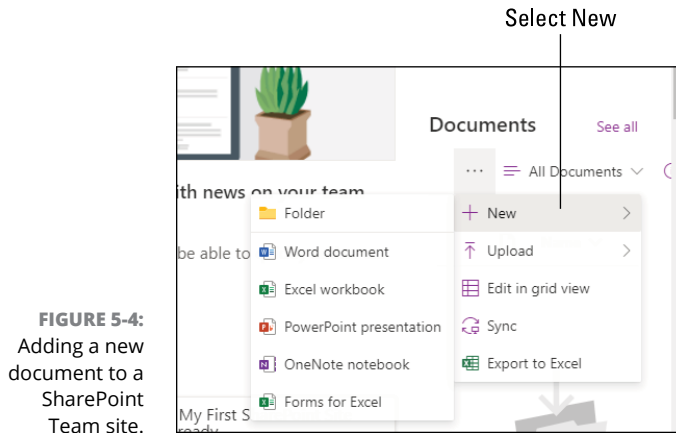 Select New
Documents
See all
··· All Documents
ith news on your team
Folder
New
be able to
Word document
Upload
Excel workbook
Edit in grid view
PowerPoint presentation
Sync
OneNote notebook
Export to Excel
Forms for Excel
My First S
ready
FIGURE 5-4:
Adding a new
document to a
SharePoint
Team site.